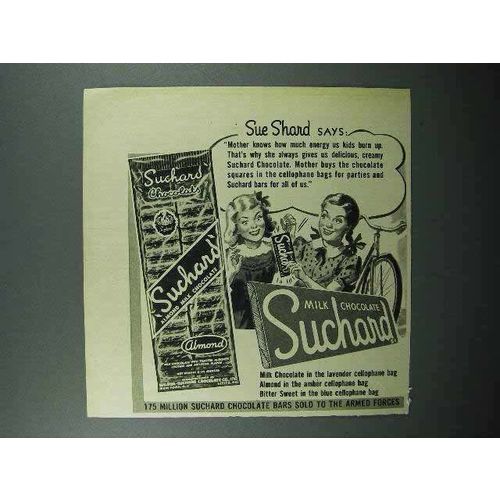 Sue Shard SAYS:
"Mother knows how much energy us kids burn up.
That's why she always gives us delicious, creamy
Suchard Chocolate. Mother buys the chocolate
squares in the cellophane bags for parties and
Suchard bars for all of us."
Suchard
Chocolate
Suchard
ALMOND MILK CHOCOLATE
Almond
Suchard
MILK CHOCOLATE
Suchard
Milk Chocolate in the lavender cellophane bag
Almond in the amber cellophane bag
Bitter Sweet in the blue cellophane bag
175 MILLION SUCHARD CHOCOLATE BARS SOLD TO THE ARMED FORCES